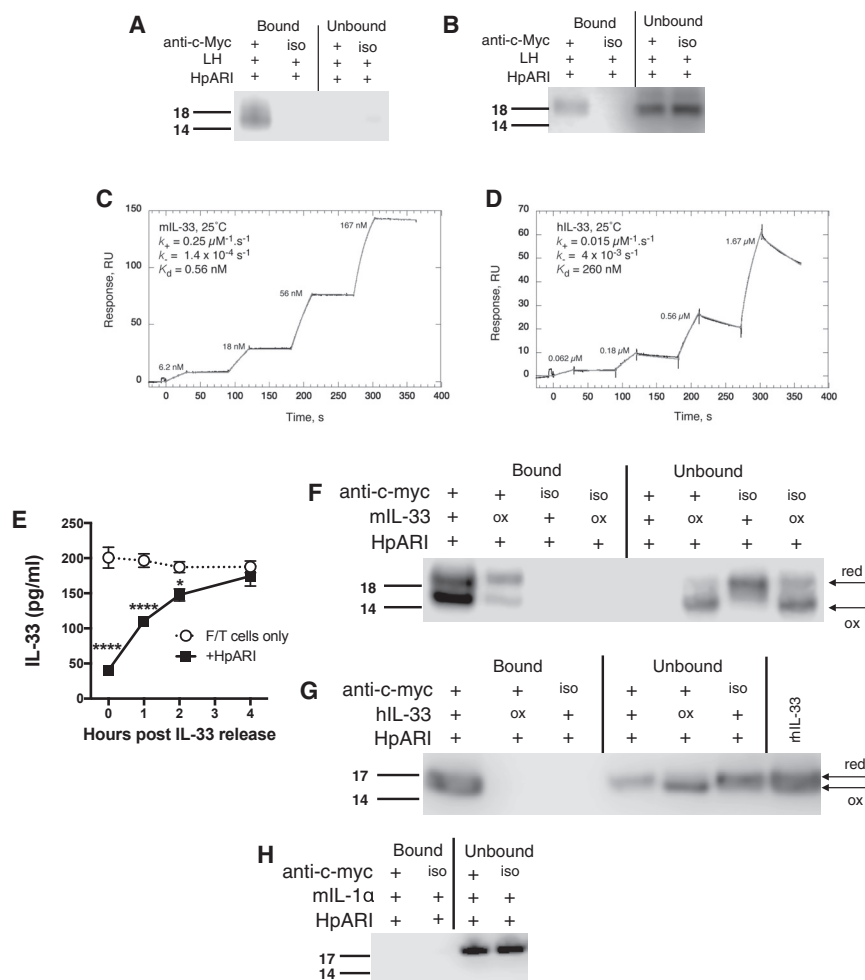 A
Bound Unbound
anti-c-Myc + iso + iso
LH + + + +
HpARI + + + +
18
14
B
Bound Unbound
anti-c-Myc + iso + iso
LH + + + +
HpARI + + + +
18
14
C
mIL-33, 25˚C
k+ = 0.25 µM-1.s-1
k- = 1.4 x 10-4 s-1
Kd = 0.56 nM
6.2 nM
18 nM
56 nM
167 nM
Response, RU
150
100
50
0
0 50 100 150 200 250 300 350 400
Time, s
D
hIL-33, 25˚C
k+ = 0.015 µM-1.s-1
k- = 4 x 10-3 s-1
Kd = 260 nM
0.062 µM
0.18 µM
0.56 µM
1.67 µM
Response, RU
70
60
50
40
30
20
10
0
0 50 100 150 200 250 300 350 400
Time, s
E
IL-33 (pg/ml)
250
200
150
100
50
0
****
****
*
F/T cells only
+HpARI
0 1 2 4
Hours post IL-33 release
F
Bound Unbound
anti-c-myc + + iso iso + + iso iso
mIL-33 + ox + ox + ox + ox
HpARI + + + + + + + +
18
14
red
ox
G
Bound Unbound
anti-c-myc + + iso + + iso
hIL-33 + ox + + ox +
HpARI + + + + + +
rhIL-33
17
14
red
ox
H
Bound Unbound
anti-c-myc + iso + iso
mIL-1α + + + +
HpARI + + + +
17
14